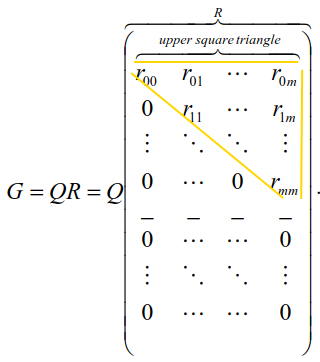 R
upper square triangle
r₀₀ r₀₁ ⋯ r₀ₘ
0 r₁₁ ⋯ r₁ₘ
⋮ ⋱ ⋱ ⋮
G = QR = Q 0 ⋯ 0 rₘₘ .
– – – –
0 ⋯ ⋯ 0
⋮ ⋱ ⋱ ⋮
0 ⋯ ⋯ 0